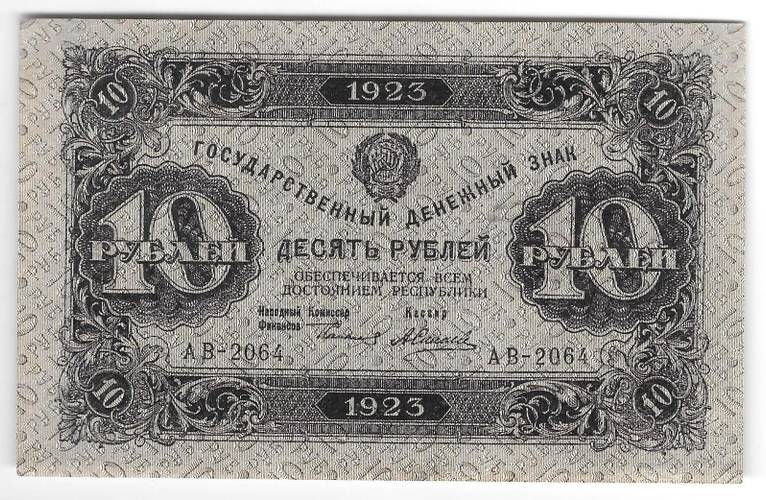 1923
10 10
ГОСУДАРСТВЕННЫЙ ДЕНЕЖНЫЙ ЗНАК
10 10
РУБЛЕЙ ДЕСЯТЬ РУБЛЕЙ РУБЛЕЙ
ОБЕСПЕЧИВАЕТСЯ ВСЕМ
ДОСТОЯНИЕМ РЕСПУБЛИКИ
Народный Комиссар Кассир
Финансов
АВ-2064 АВ-2064
10 10
1923